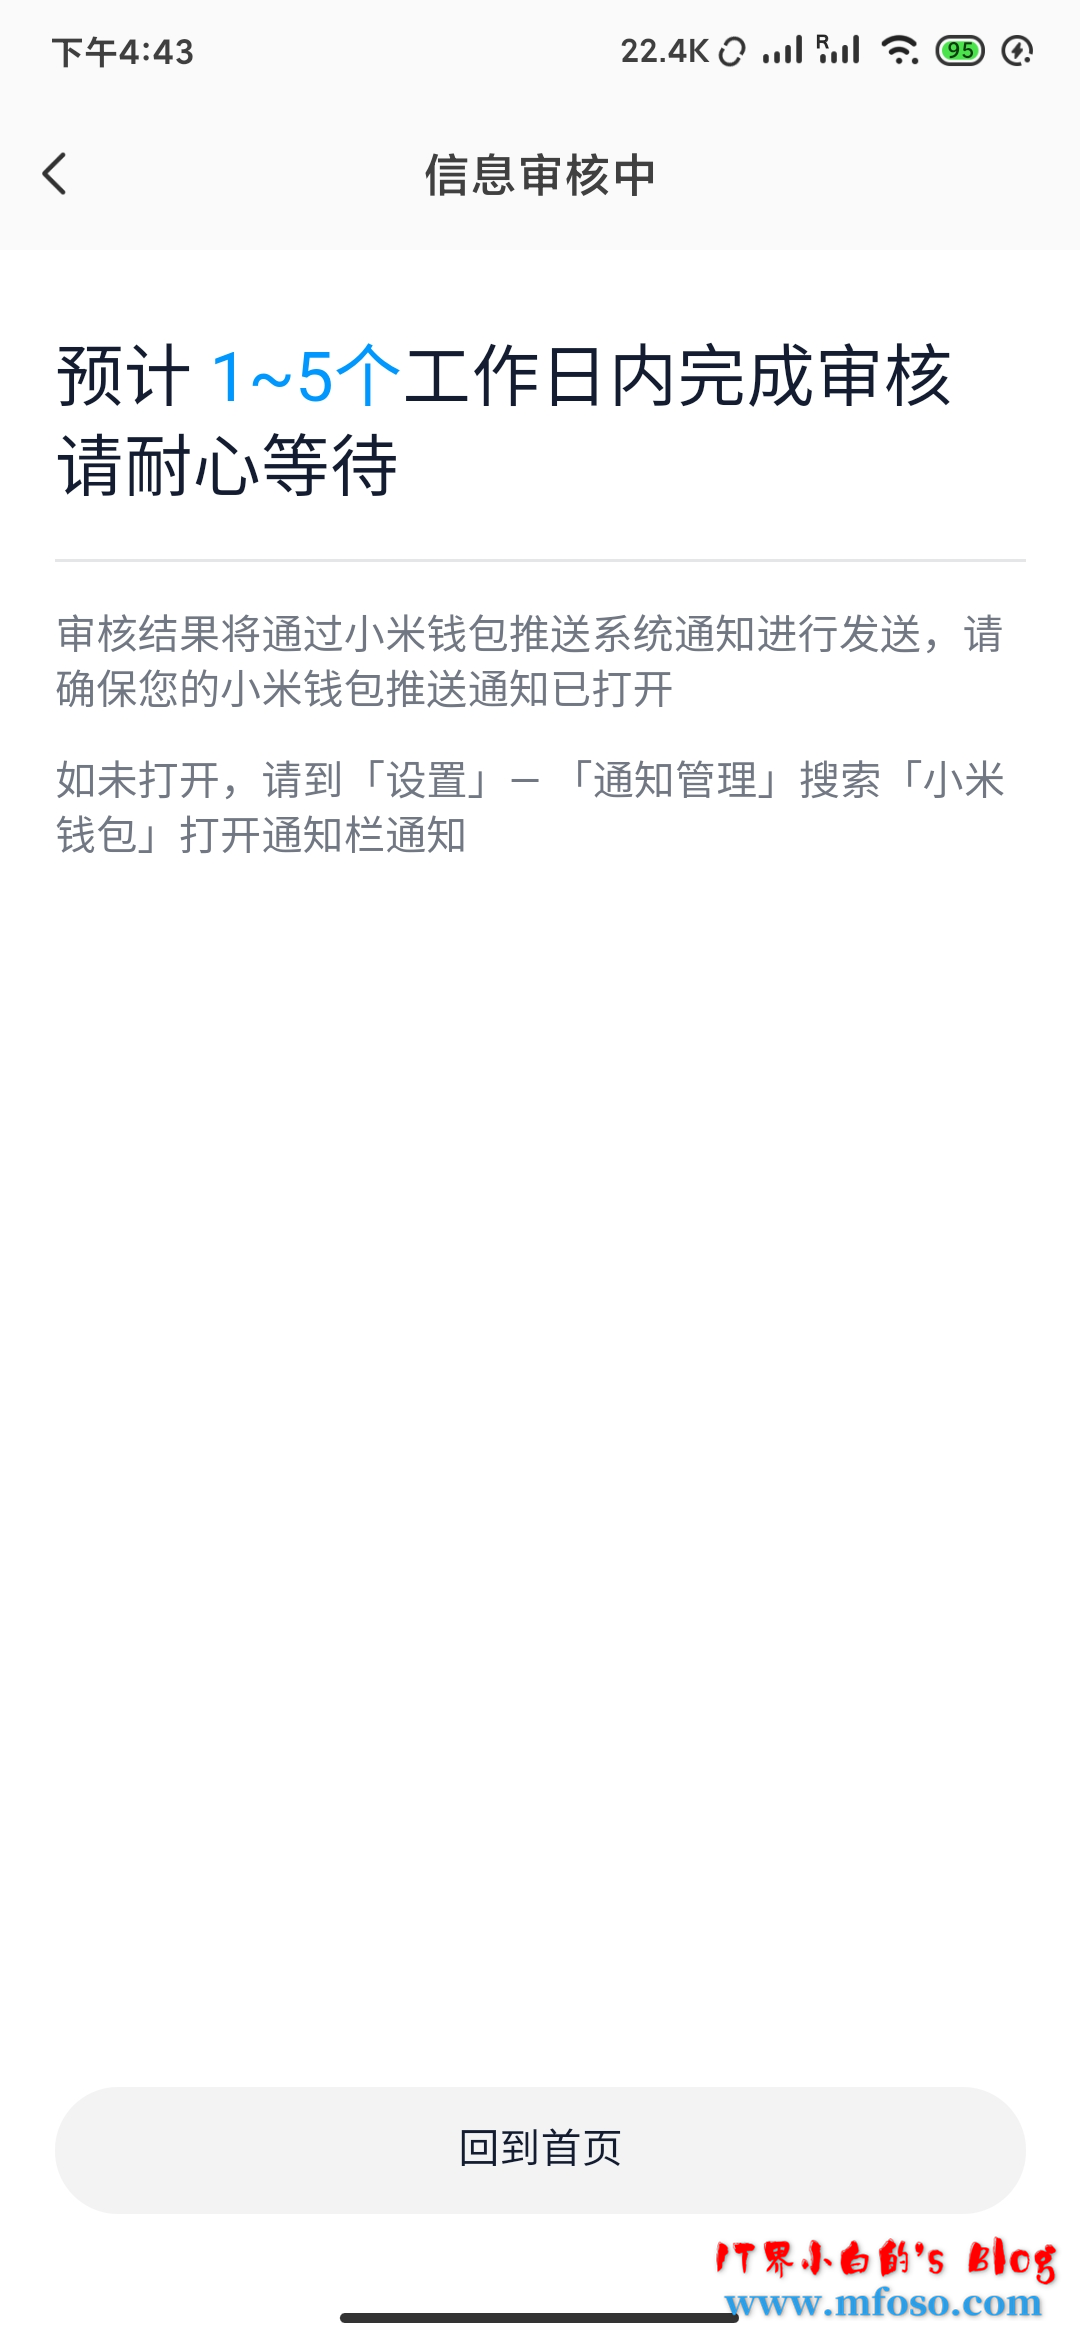 下午4:43
22.4K
R
95
信息审核中
预计 1~5个工作日内完成审核
请耐心等待
审核结果将通过小米钱包推送系统通知进行发送，请
确保您的小米钱包推送通知已打开
如未打开，请到「设置」—「通知管理」搜索「小米
钱包」打开通知栏通知
回到首页
IT界小白的's Blog
www.mfoso.com